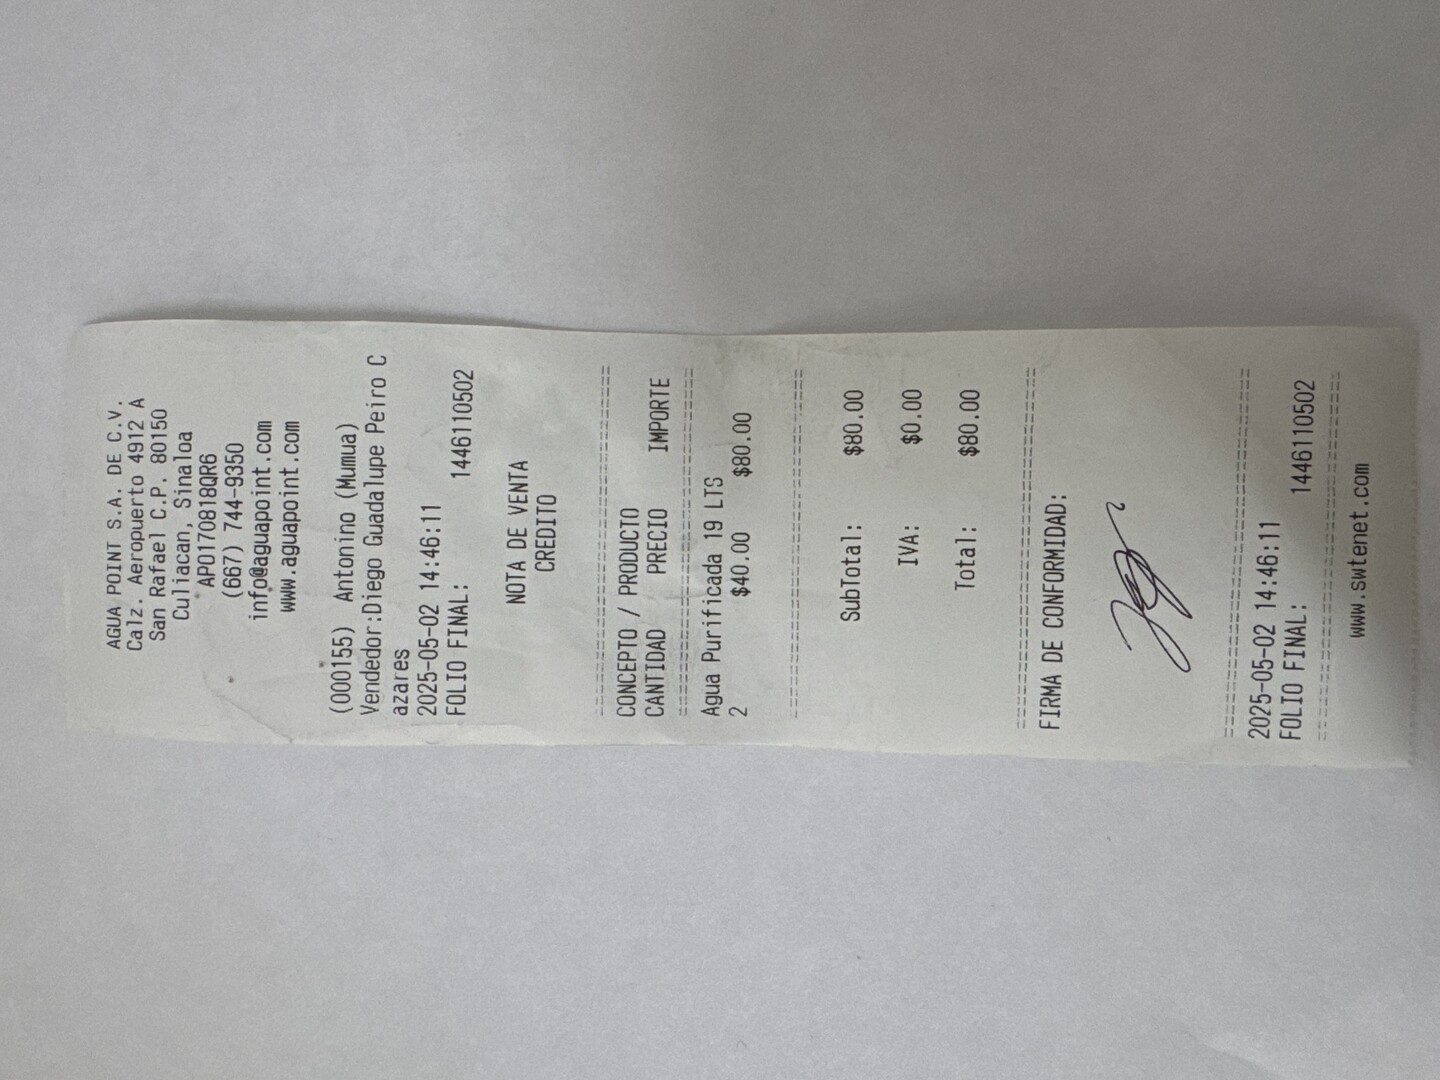 AGUA POINT S.A. DE C.V.
Calz. Aeropuerto 4912 A
San Rafael C.P. 80150
Culiacan, Sinaloa
APO170818QR6
(667) 744-9350
info@aguapoint.com
www.aguapoint.com
(000155) Antonino (Mumua)
Vendedor:Diego Guadalupe Peiro C
azares
2025-05-02 14:46:11
FOLIO FINAL: 1446110502
NOTA DE VENTA
CREDITO
================================
CONCEPTO / PRODUCTO
CANTIDAD PRECIO IMPORTE
================================
Agua Purificada 19 LTS
2 $40.00 $80.00
================================
SubTotal: $80.00
IVA: $0.00
Total: $80.00
================================
FIRMA DE CONFORMIDAD:
================================
2025-05-02 14:46:11
FOLIO FINAL: 1446110502
================================
www.swtenet.com